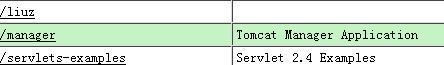 /liuz
/manager Tomcat Manager Application
/servlets-examples Servlet 2.4 Examples